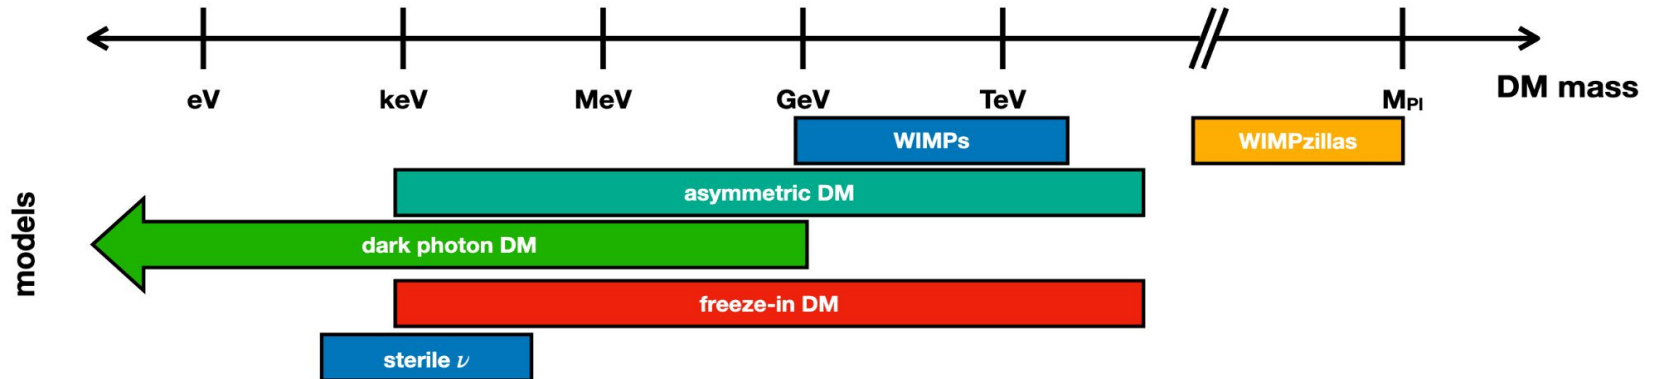 eV keV MeV GeV TeV M_Pl DM mass
WIMPs WIMPzillas
asymmetric DM
models
dark photon DM
freeze-in DM
sterile ν